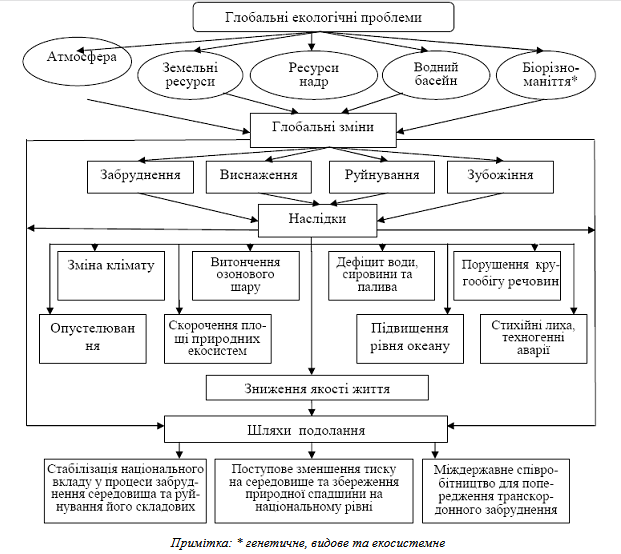 Глобальні екологічні проблеми
Атмосфера
Земельні
ресурси
Ресурси
надр
Водний
басейн
Біорізно-
маніття*
Глобальні зміни
Забруднення
Виснаження
Руйнування
Зубожіння
Наслідки
Зміна клімату
Витончення
озонового
шару
Дефіцит води,
сировини та
палива
Порушення кру-
гообігу речовин
Опустелюван
ня
Скорочення пло-
щі природних
екосистем
Підвищення
рівня океану
Стихійні лиха,
техногенні
аварії
Зниження якості життя
Шляхи подолання
Стабілізація національного
вкладу у процеси забруд-
нення середовиша та руй-
нування його складових
Поступове зменшення тиску
на середовище та збереження
природної спадшини на
національному рівні
Міждержавне співро-
бітництво для попе-
редження транскор-
донного забруднення
Примітка: * генетичне, видове та екосистемне